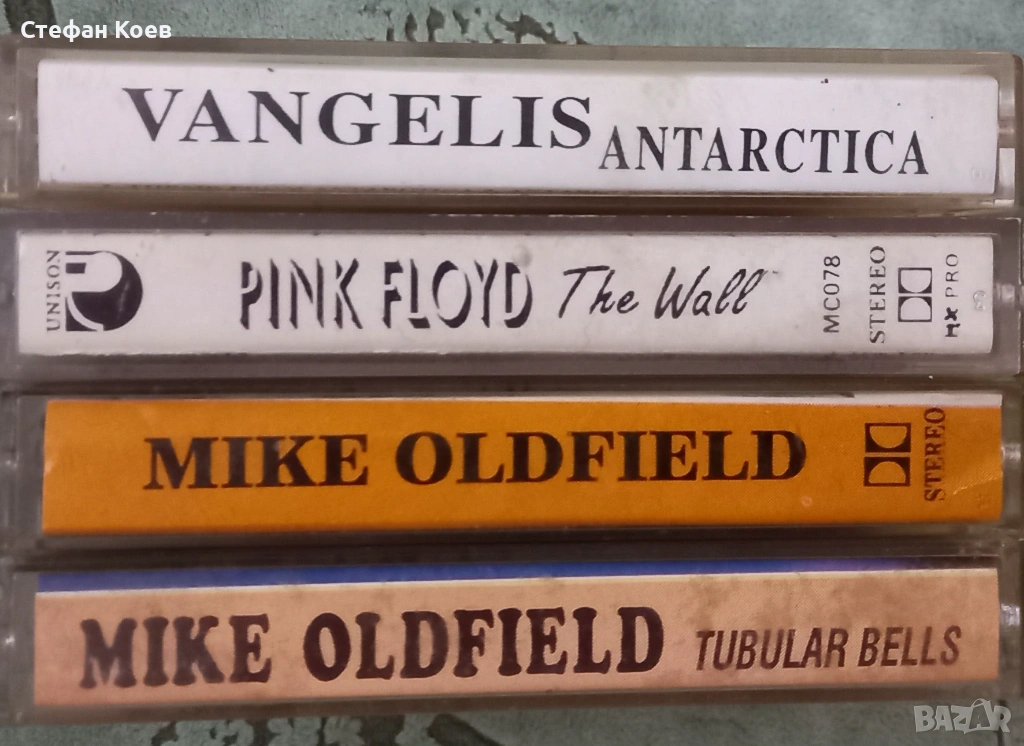 Стефан Коев
VANGELIS ANTARCTICA
UNISON PINK FLOYD The Wall MC078 STEREO HX PRO
MIKE OLDFIELD STEREO
MIKE OLDFIELD TUBULAR BELLS
BAZAR